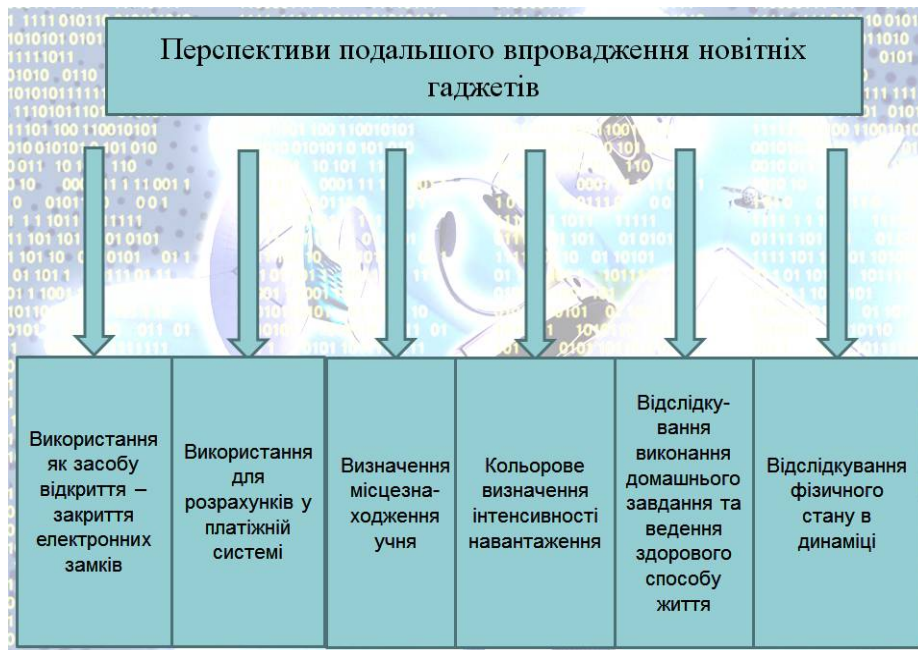 Перспективи подальшого впровадження новітніх
гаджетів
Використання
як засобу
відкриття –
закриття
електронних
замків
Використання
для
розрахунків у
платіжній
системі
Визначення
місцезна-
ходження
учня
Кольорове
визначення
інтенсивності
навантаження
Відслідку-
вання
виконання
домашнього
завдання та
ведення
здорового
способу
життя
Відслідкування
фізичного
стану в
динаміці